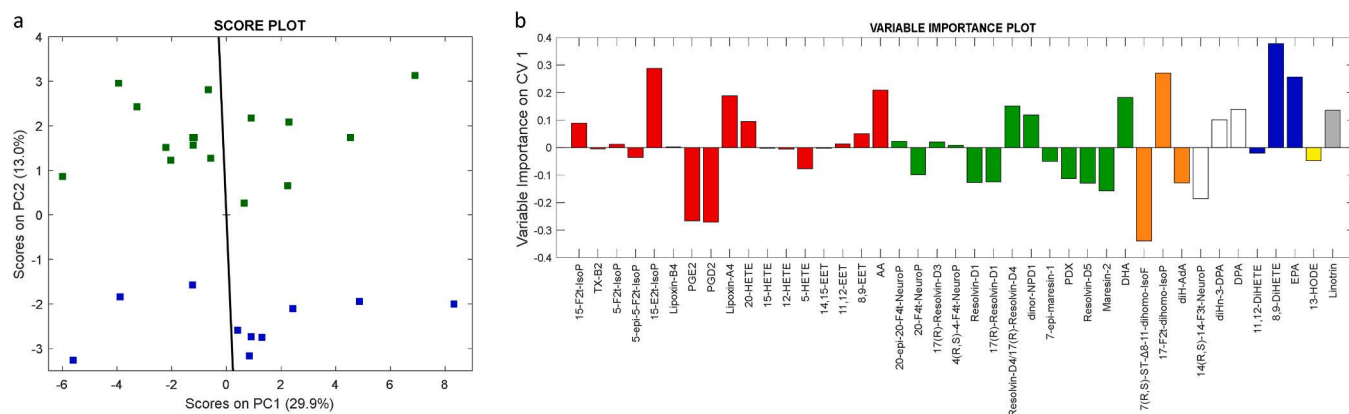 a
SCORE PLOT
4
3
2
1
0
-1
-2
-3
Scores on PC2 (13.0%)
-6
-4
-2
0
2
4
6
8
Scores on PC1 (29.9%)
b
VARIABLE IMPORTANCE PLOT
0.4
0.3
0.2
0.1
0
-0.1
-0.2
-0.3
-0.4
Variable Importance on CV 1
15-F2t-IsoP
TX-B2
5-F2t-IsoP
5-epi-5-F2t-IsoP
15-E2t-IsoP
Lipoxin-B4
PGE2
PGD2
Lipoxin-A4
20-HETE
15-HETE
12-HETE
5-HETE
14,15-EET
11,12-EET
8,9-EET
AA
20-epi-20-F4t-NeuroP
20-F4t-NeuroP
17(R)-Resolvin-D3
4(R,S)-4-F4t-NeuroP
Resolvin-D1
17(R)-Resolvin-D1
Resolvin-D4/17(R)-Resolvin-D4
dinor-NPD1
7-epi-maresin-1
PDX
Resolvin-D5
Maresin-2
DHA
7(R,S)-ST-Δ8-11-dihomo-IsoF
17-F2t-dihomo-IsoP
diH-AdA
14(R,S)-14-F3t-NeuroP
diHn-3-DPA
DPA
11,12-DiHETE
8,9-DiHETE
EPA
13-HODE
Linotrin